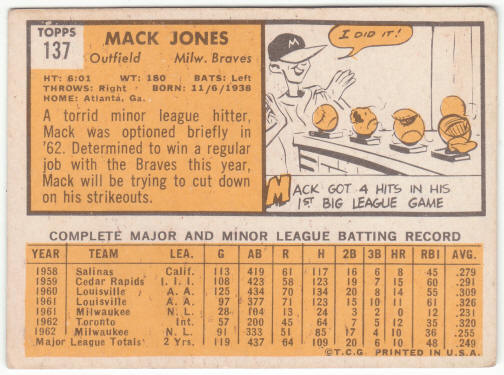 TOPPS
137
MACK JONES
Outfield Milw. Braves
HT: 6:01 WT: 180 BATS: Left
THROWS: Right BORN: 11/6/1938
HOME: Atlanta, Ga.
A torrid minor league hitter,
Mack was optioned briefly in
'62. Determined to win a regular
job with the Braves this year,
Mack will be trying to cut down
on his strikeouts.
M
I DID IT!
MACK GOT 4 HITS IN HIS
1ST BIG LEAGUE GAME
COMPLETE MAJOR AND MINOR LEAGUE BATTING RECORD
YEAR TEAM LEA. G AB R H 2B 3B HR RBI AVG.
1958 Salinas Calif. 113 419 61 117 16 6 8 45 .279
1959 Cedar Rapids I. I. I. 108 423 58 123 19 7 15 60 .291
1960 Louisville A. A. 125 434 70 134 20 8 14 55 .309
1961 Louisville A. A. 97 377 71 123 15 10 11 61 .326
1961 Milwaukee N. L. 28 104 13 24 3 2 0 12 .231
1962 Toronto Int. 57 200 45 64 6 1 12 35 .320
1962 Milwaukee N. L. 91 333 51 85 17 4 10 36 .255
Major League Totals 2 Yrs. 119 437 64 109 20 6 10 48 .249
© T.C.G. PRINTED IN U.S.A.